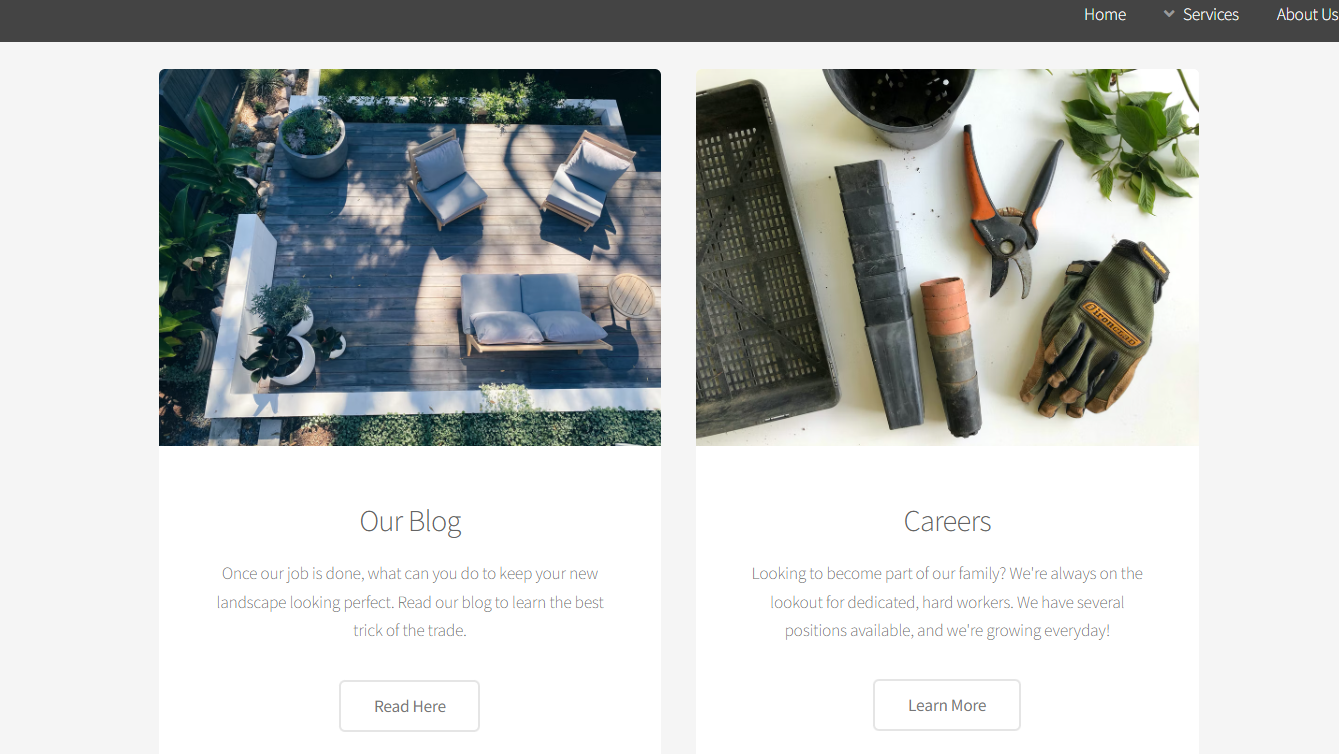 Home
Services
About Us
Ironclad
Our Blog
Once our job is done, what can you do to keep your new
landscape looking perfect. Read our blog to learn the best
trick of the trade.
Read Here
Careers
Looking to become part of our family? We're always on the
lookout for dedicated, hard workers. We have several
positions available, and we're growing everyday!
Learn More